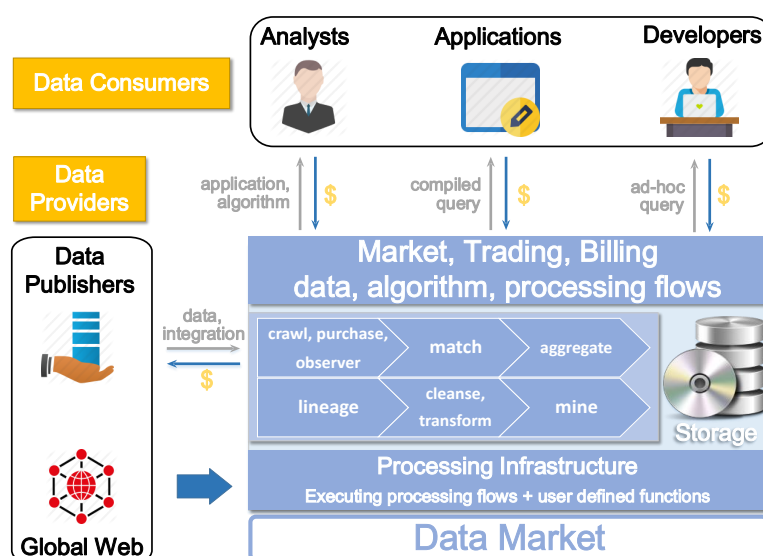 Analysts
Applications
Developers
Data Consumers
Data
Providers
application,
algorithm
$
compiled
query
$
ad-hoc
query
$
Data
Publishers
data,
integration
$
Global Web
Market, Trading, Billing
data, algorithm, processing flows
crawl, purchase,
observer
match
aggregate
lineage
cleanse,
transform
mine
Storage
Processing Infrastructure
Executing processing flows + user defined functions
Data Market